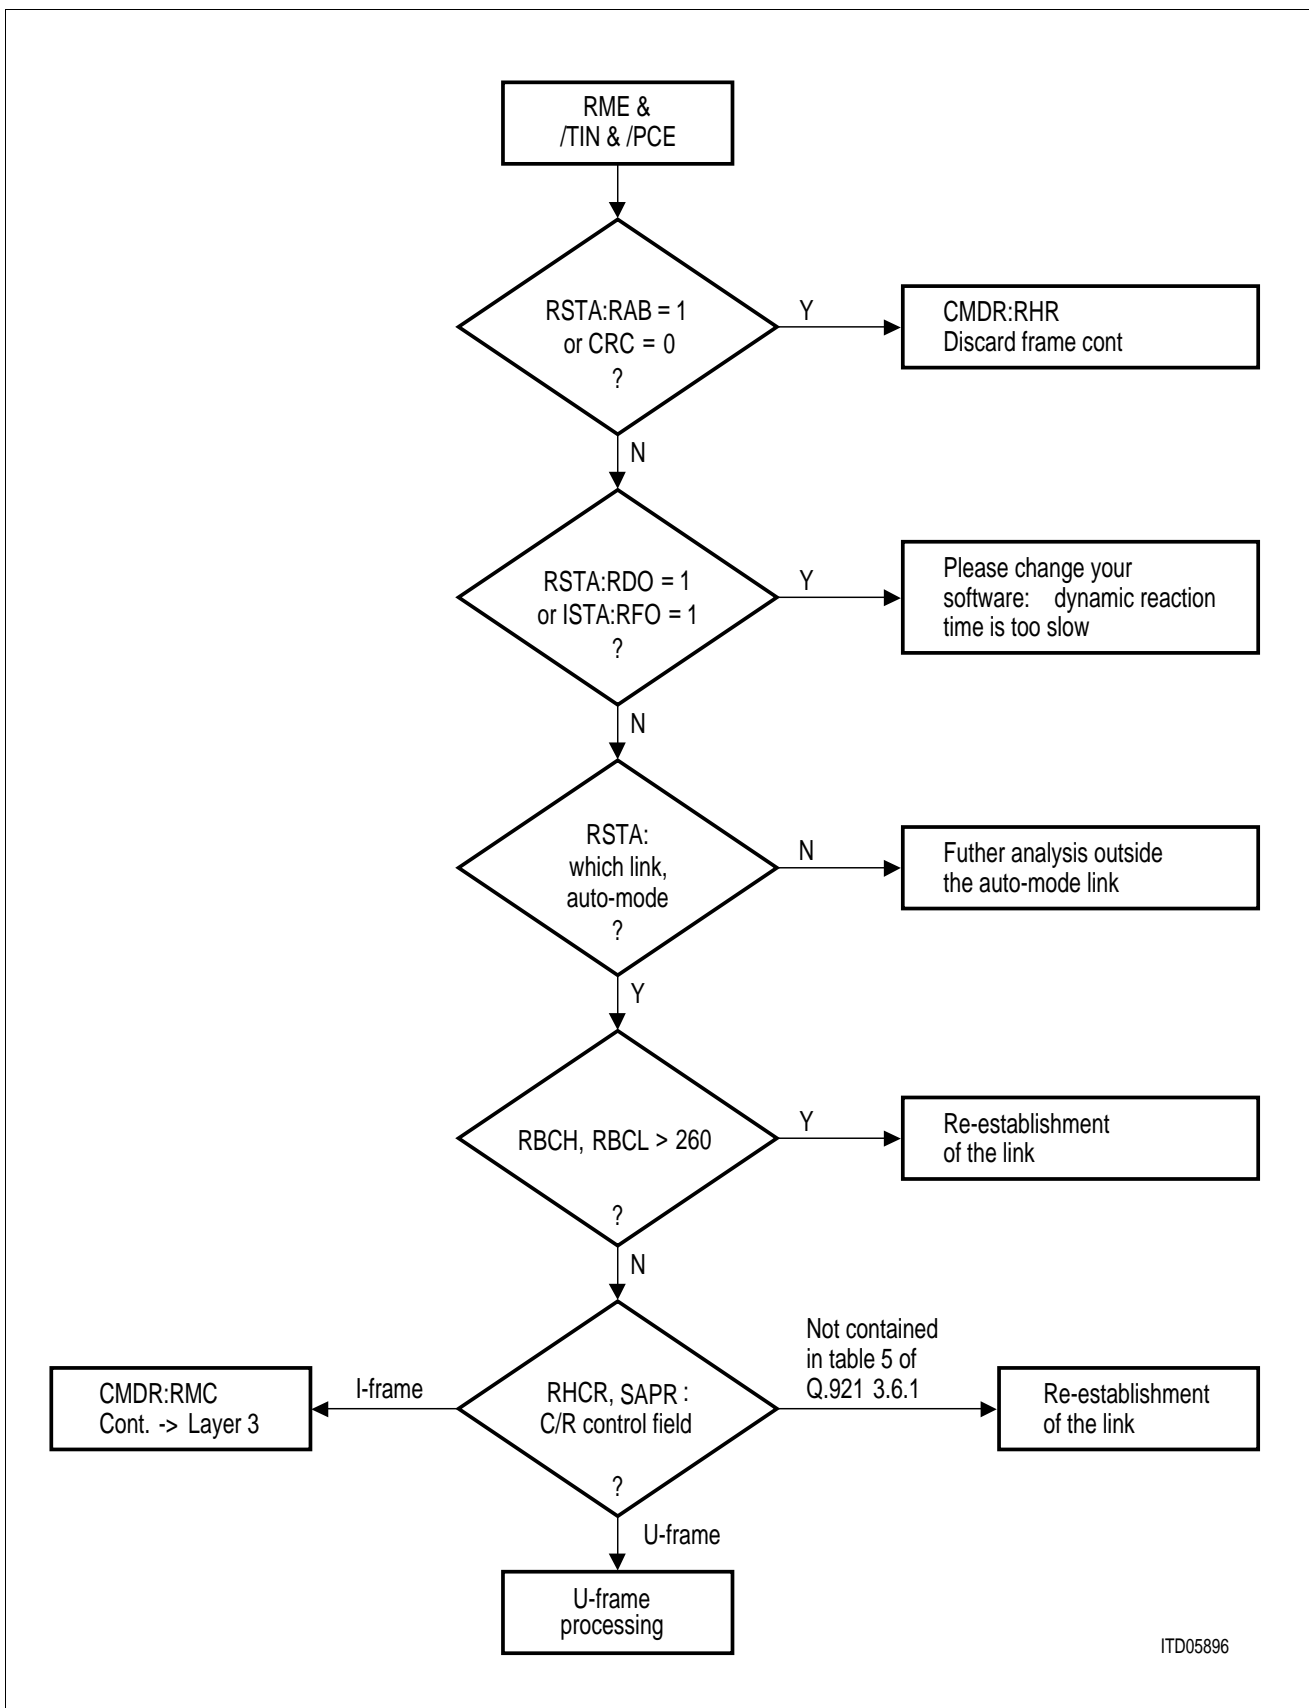 RME &
/TIN & /PCE
RSTA:RAB = 1
or CRC = 0
?
Y
CMDR:RHR
Discard frame cont
N
RSTA:RDO = 1
or ISTA:RFO = 1
?
Y
Please change your
software: dynamic reaction
time is too slow
N
RSTA:
which link,
auto-mode
?
N
Futher analysis outside
the auto-mode link
Y
RBCH, RBCL > 260
?
Y
Re-establishment
of the link
N
CMDR:RMC
Cont. -> Layer 3
I-frame
RHCR, SAPR :
C/R control field
?
Not contained
in table 5 of
Q.921 3.6.1
Re-establishment
of the link
U-frame
U-frame
processing
ITD05896